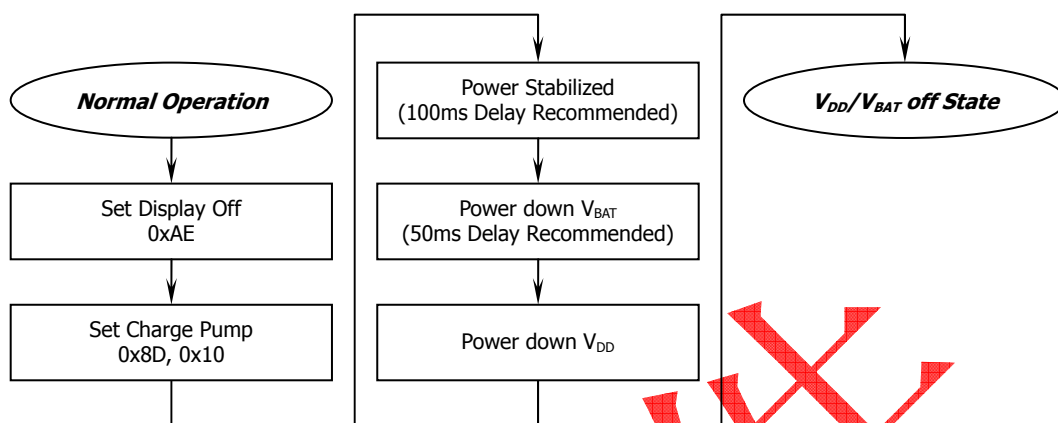 Normal Operation
Set Display Off
0xAE
Set Charge Pump
0x8D, 0x10
Power Stabilized
(100ms Delay Recommended)
Power down VBAT
(50ms Delay Recommended)
Power down VDD
VDD/VBAT off State